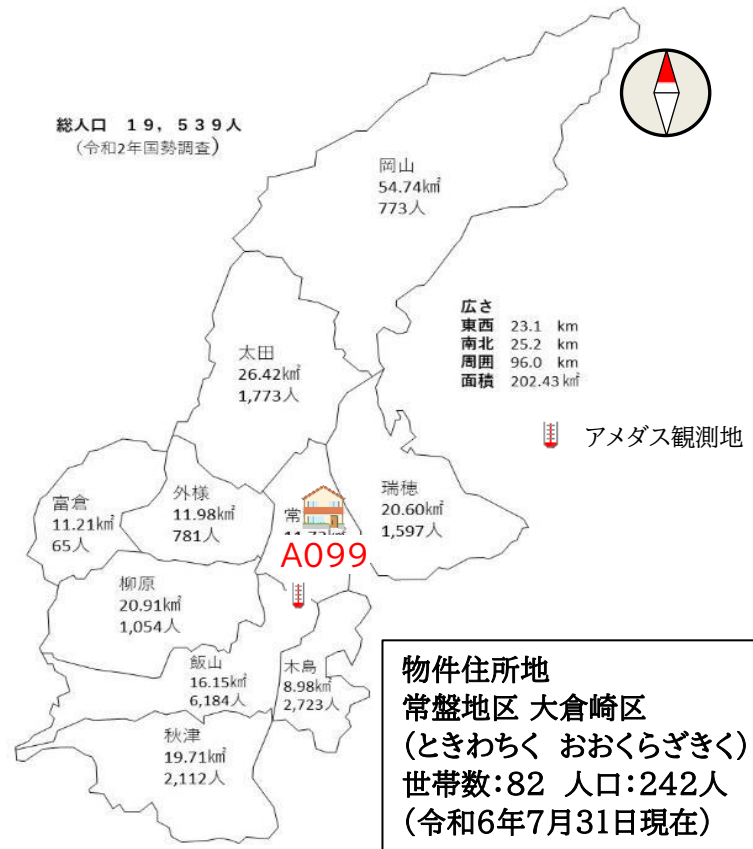 総人口 19,539人
(令和2年国勢調査)
岡山
54.74㎢
773人
広さ
東西 23.1 km
南北 25.2 km
周囲 96.0 km
面積 202.43㎢
アメダス観測地
太田
26.42㎢
1,773人
富倉
11.21㎢
65人
外様
11.98㎢
781人
常
A099
瑞穂
20.60㎢
1,597人
柳原
20.91㎢
1,054人
飯山
16.15㎢
6,184人
木島
8.98㎢
2,723人
秋津
19.71㎢
2,112人
物件住所地
常盤地区 大倉崎区
(ときわちく おおくらざきく)
世帯数:82 人口:242人
(令和6年7月31日現在)